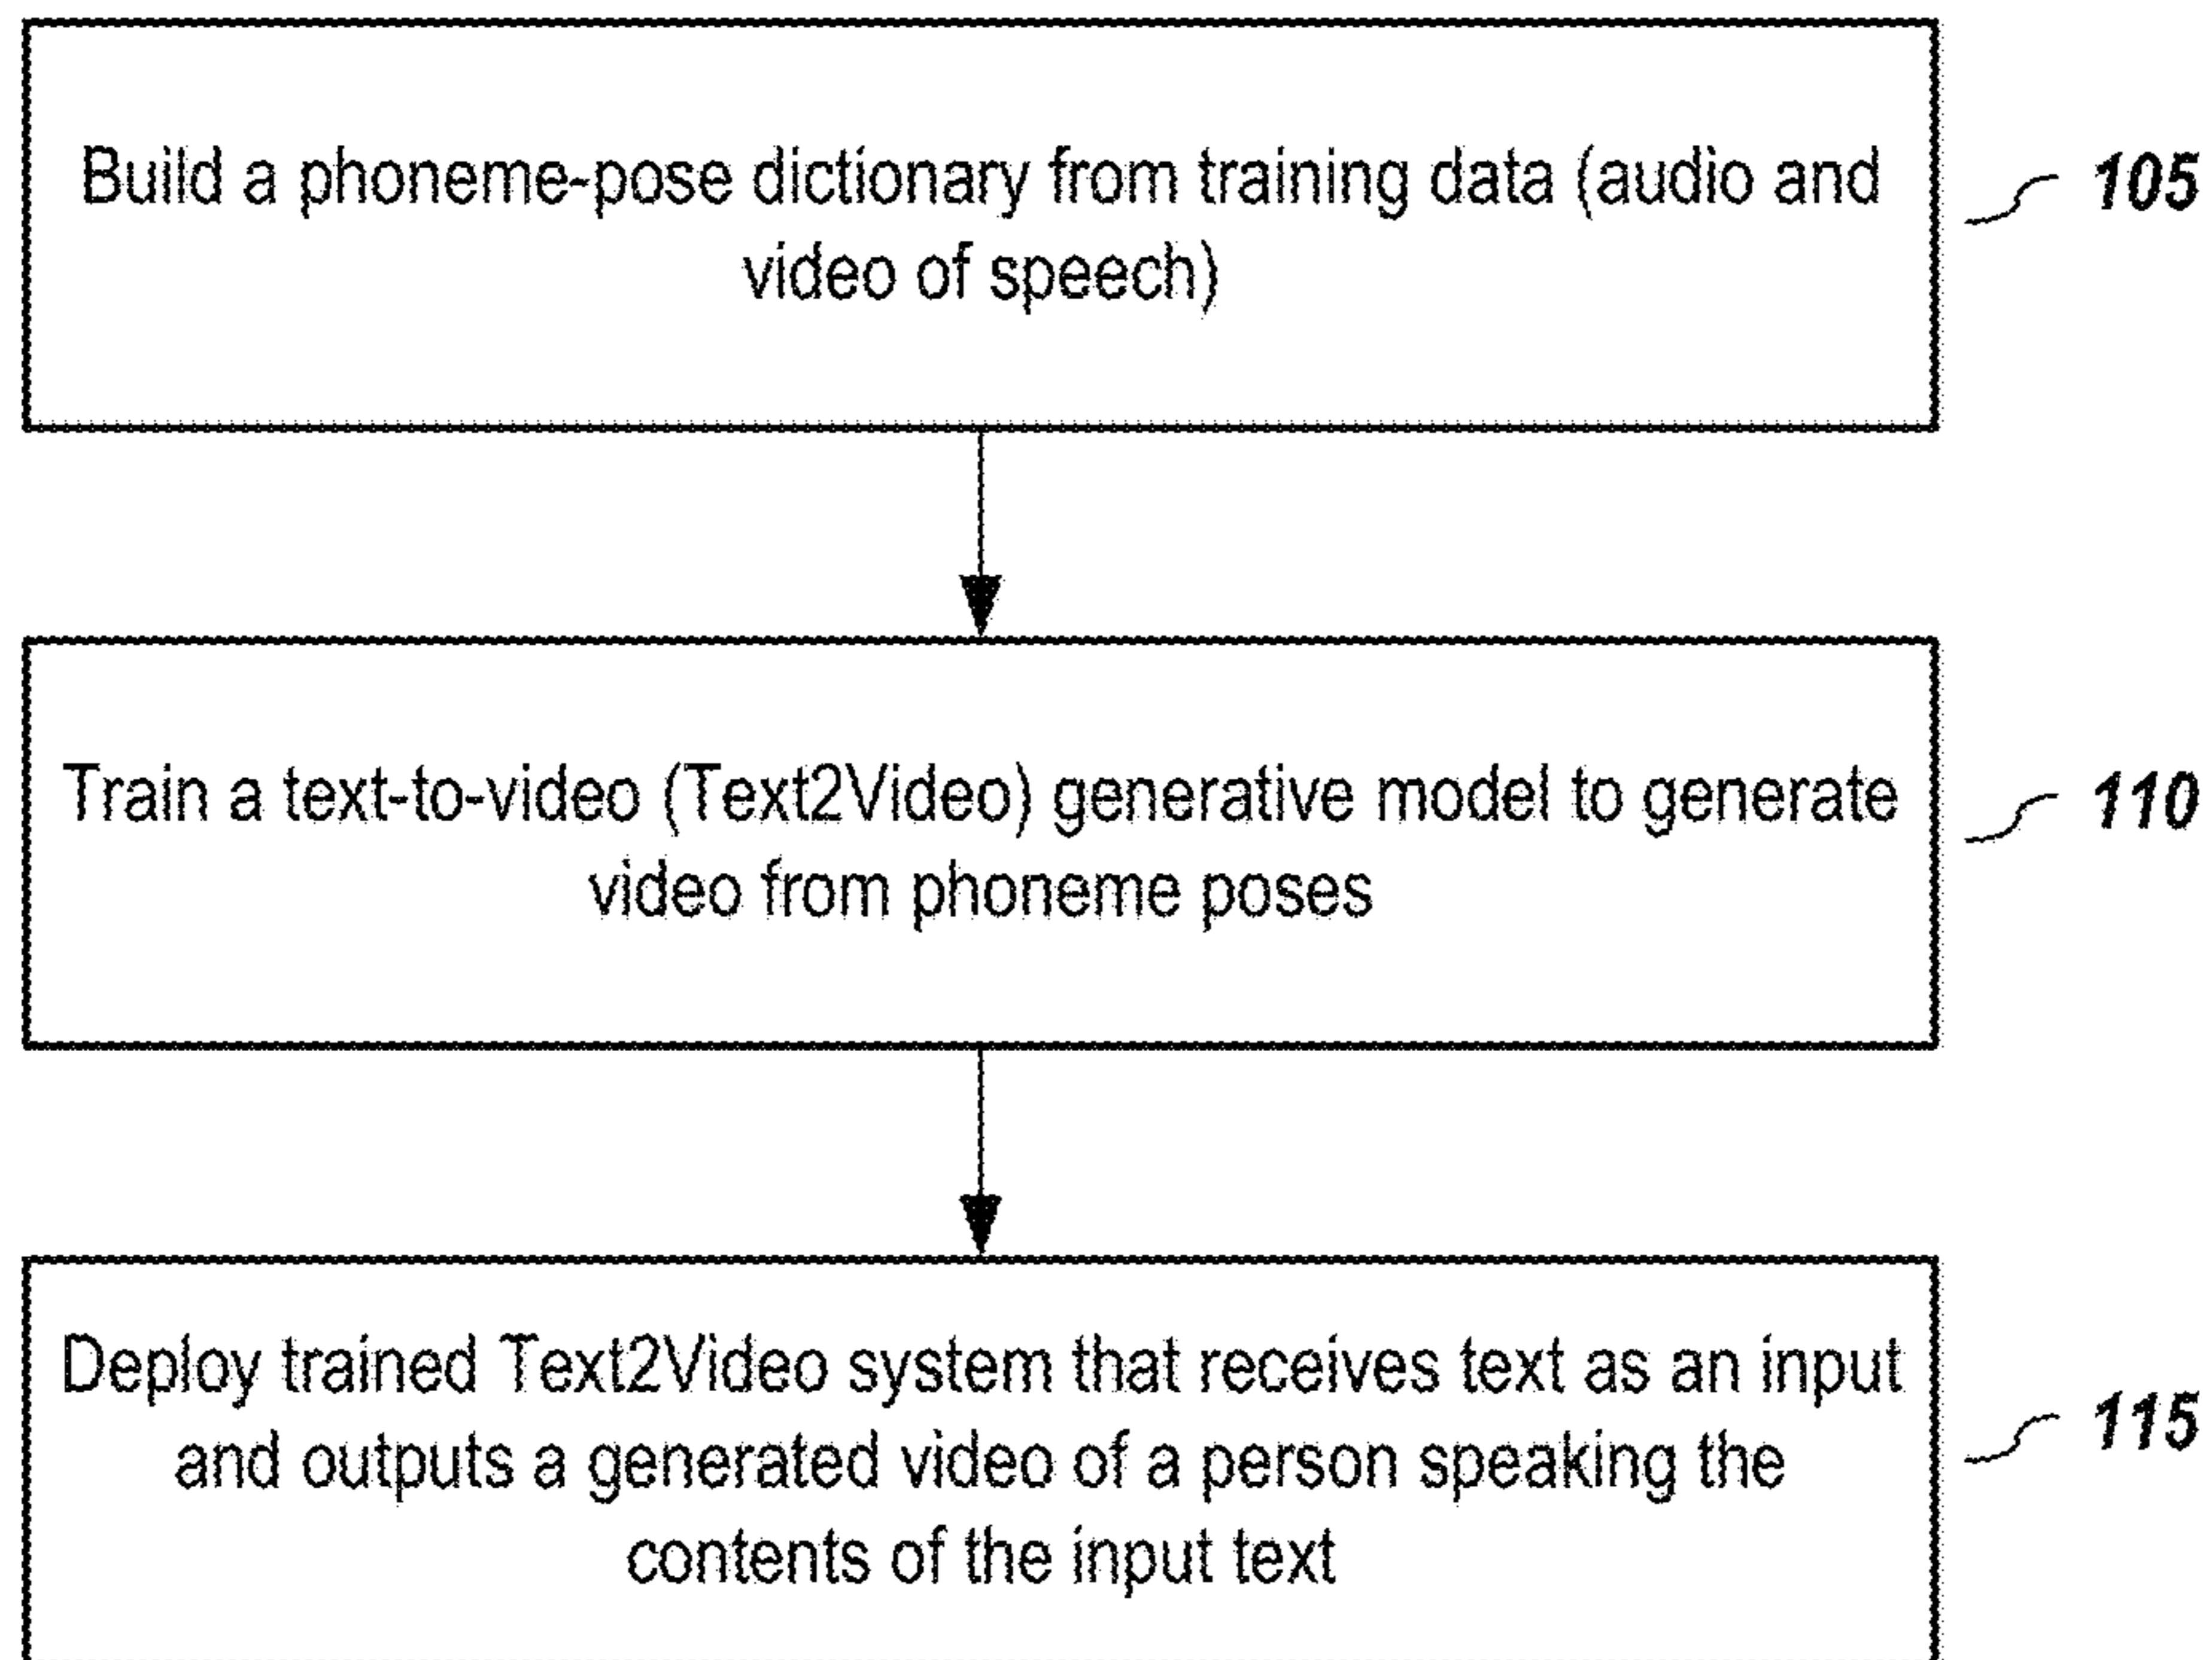 Build a phoneme-pose dictionary from training data (audio and
video of speech)
105
Train a text-to-video (Text2Video) generative model to generate
video from phoneme poses
110
Deploy trained Text2Video system that receives text as an input
and outputs a generated video of a person speaking the
contents of the input text
115